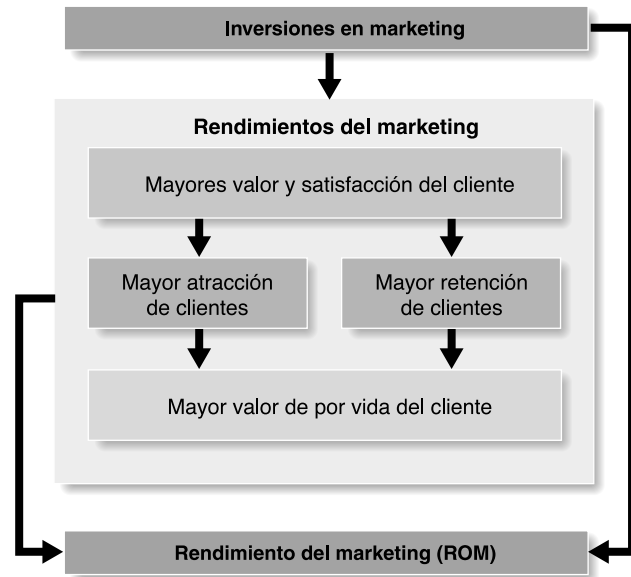 Inversiones en marketing
Rendimientos del marketing
Mayores valor y satisfacción del cliente
Mayor atracción
de clientes
Mayor retención
de clientes
Mayor valor de por vida del cliente
Rendimiento del marketing (ROM)